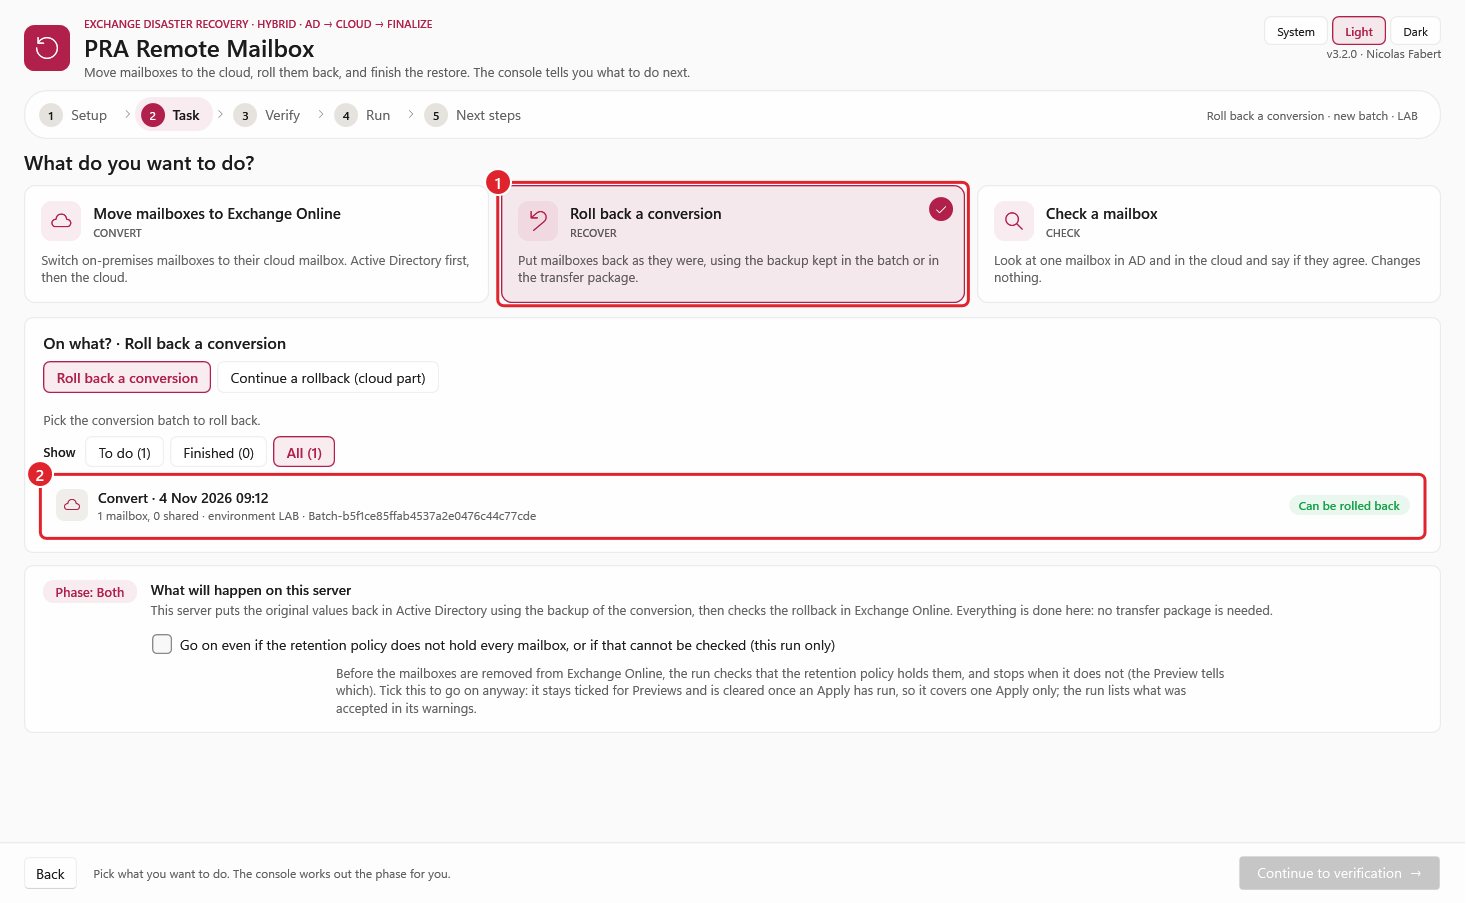 EXCHANGE DISASTER RECOVERY · HYBRID · AD → CLOUD → FINALIZE
PRA Remote Mailbox
Move mailboxes to the cloud, roll them back, and finish the restore. The console tells you what to do next.
System
Light
Dark
v3.2.0 · Nicolas Fabert
1 Setup
2 Task
3 Verify
4 Run
5 Next steps
Roll back a conversion · new batch · LAB
What do you want to do?
Move mailboxes to Exchange Online
CONVERT
Switch on-premises mailboxes to their cloud mailbox. Active Directory first,
then the cloud.
1
Roll back a conversion
RECOVER
Put mailboxes back as they were, using the backup kept in the batch or in
the transfer package.
Check a mailbox
CHECK
Look at one mailbox in AD and in the cloud and say if they agree. Changes
nothing.
On what? · Roll back a conversion
Roll back a conversion
Continue a rollback (cloud part)
Pick the conversion batch to roll back.
Show
To do (1)
Finished (0)
All (1)
2
Convert · 4 Nov 2026 09:12
1 mailbox, 0 shared · environment LAB · Batch-b5f1ce85ffab4537a2e0476c44c77cde
Can be rolled back
Phase: Both
What will happen on this server
This server puts the original values back in Active Directory using the backup of the conversion, then checks the rollback in Exchange Online. Everything is done here: no transfer package is needed.
Go on even if the retention policy does not hold every mailbox, or if that cannot be checked (this run only)
Before the mailboxes are removed from Exchange Online, the run checks that the retention policy holds them, and stops when it does not (the Preview tells
which). Tick this to go on anyway: it stays ticked for Previews and is cleared once an Apply has run, so it covers one Apply only; the run lists what was
accepted in its warnings.
Back
Pick what you want to do. The console works out the phase for you.
Continue to verification →